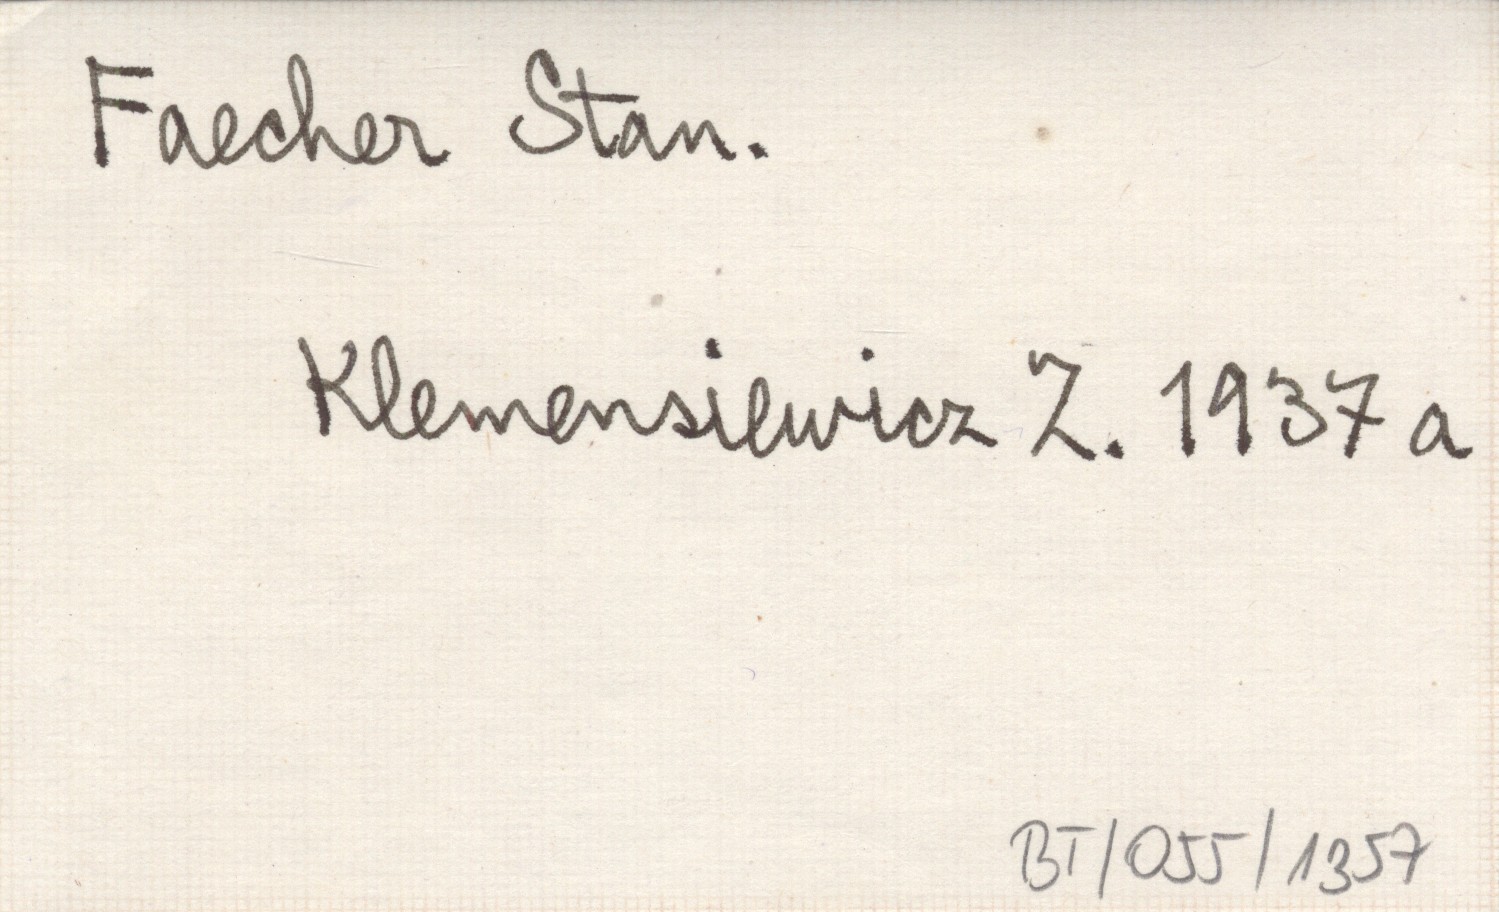 Faecher Stan.
Klemensiewicz Z. 1937 a
BT/055/1357